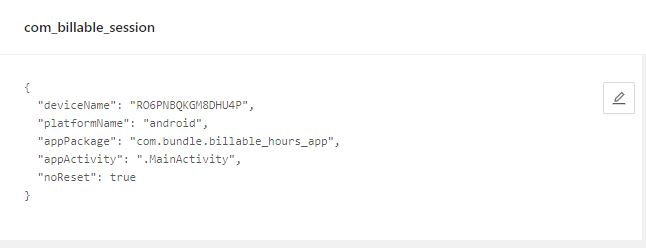 com_billable_session
{
"deviceName": "RO6PNBQKGM8DHU4P",
"platformName": "android",
"appPackage": "com.bundle.billable_hours_app",
"appActivity": ".MainActivity",
"noReset": true
}